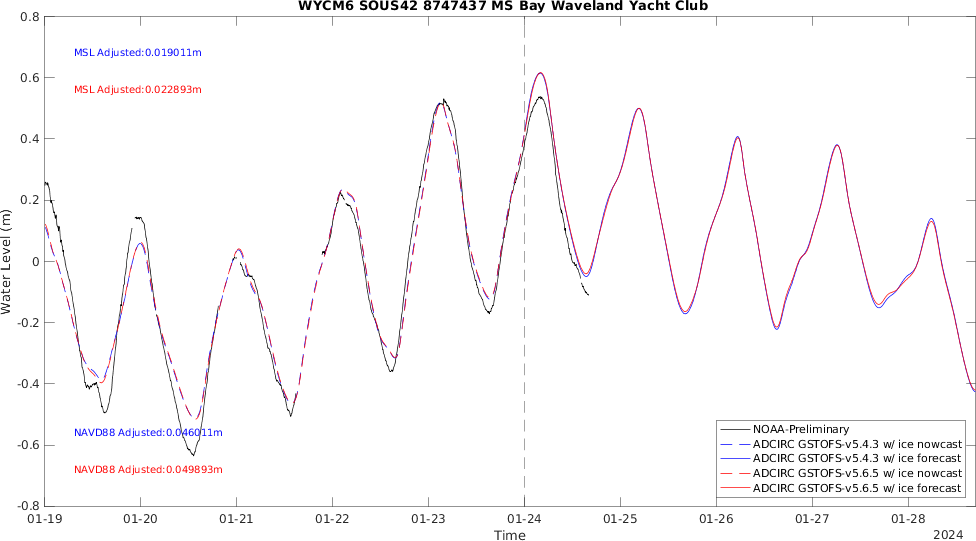 WYCM6 SOUS42 8747437 MS Bay Waveland Yacht Club
0.8
MSL Adjusted:0.019011m
0.6
MSL Adjusted:0.022893m
0.4
0.2
Water Level (m)
0
-0.2
-0.4
NAVD88 Adjusted:0.046011m
-0.6
NAVD88 Adjusted:0.049893m
-0.8
NOAA-Preliminary
ADCIRC GSTOFS-v5.4.3 w/ ice nowcast
ADCIRC GSTOFS-v5.4.3 w/ ice forecast
ADCIRC GSTOFS-v5.6.5 w/ ice nowcast
ADCIRC GSTOFS-v5.6.5 w/ ice forecast
01-19 01-20 01-21 01-22 01-23 01-24 01-25 01-26 01-27 01-28
Time
2024